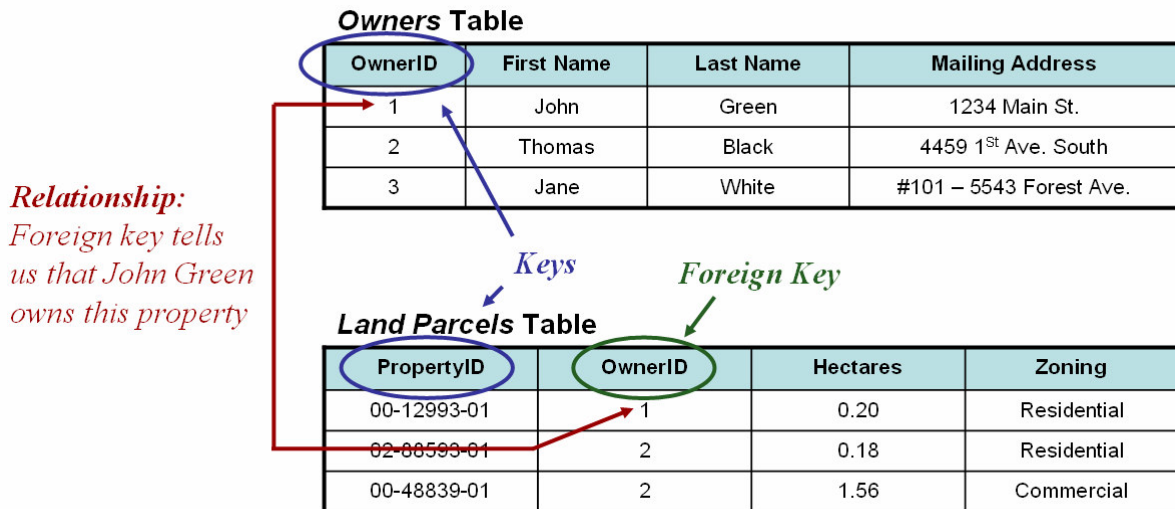 Owners Table
OwnerID First Name Last Name Mailing Address
1 John Green 1234 Main St.
2 Thomas Black 4459 1St Ave. South
3 Jane White #101 – 5543 Forest Ave.
Relationship:
Foreign key tells
us that John Green
owns this property
Keys
Foreign Key
Land Parcels Table
PropertyID OwnerID Hectares Zoning
00-12993-01 1 0.20 Residential
02-88593-01 2 0.18 Residential
00-48839-01 2 1.56 Commercial